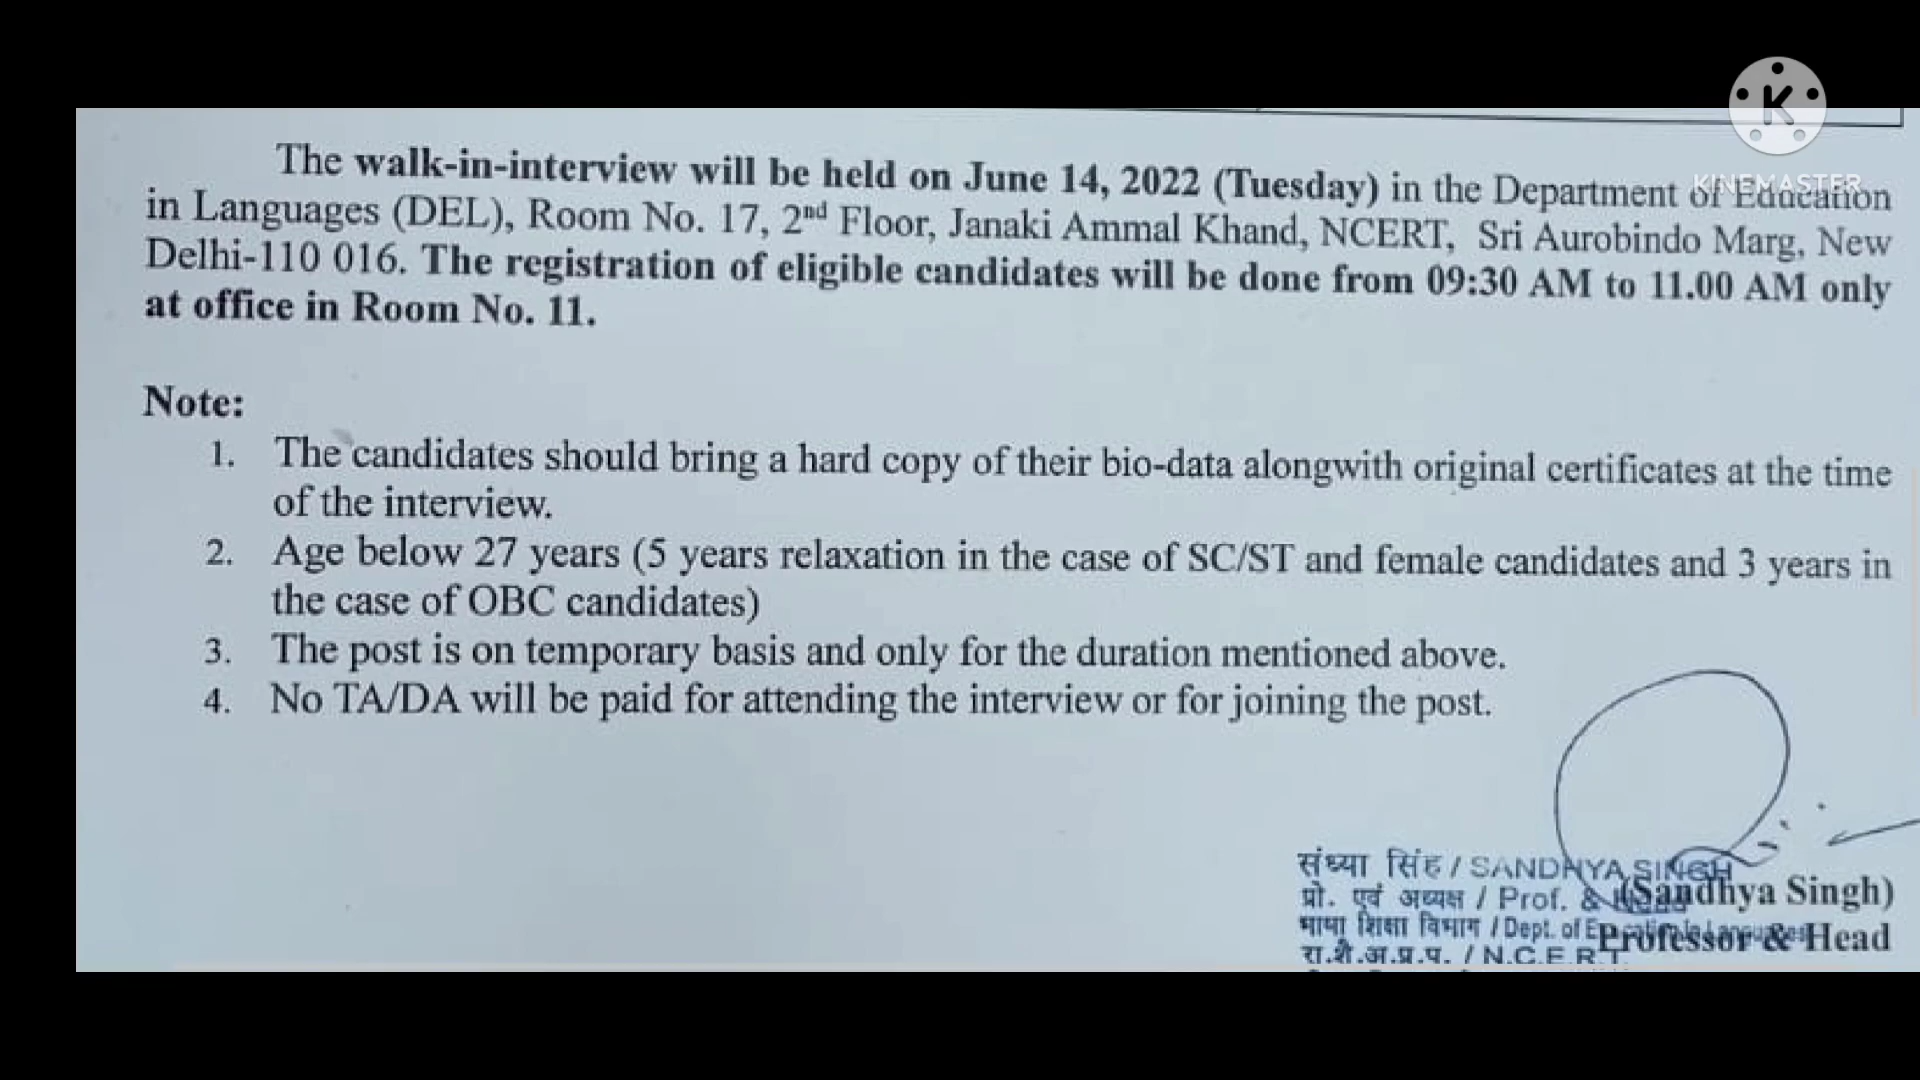 K
KINEMASTER
The walk-in-interview will be held on June 14, 2022 (Tuesday) in the Department of Education
in Languages (DEL), Room No. 17, 2nd Floor, Janaki Ammal Khand, NCERT, Sri Aurobindo Marg, New
Delhi-110 016. The registration of eligible candidates will be done from 09:30 AM to 11.00 AM only
at office in Room No. 11.
Note:
1. The candidates should bring a hard copy of their bio-data alongwith original certificates at the time
of the interview.
2. Age below 27 years (5 years relaxation in the case of SC/ST and female candidates and 3 years in
the case of OBC candidates)
3. The post is on temporary basis and only for the duration mentioned above.
4. No TA/DA will be paid for attending the interview or for joining the post.
संध्या सिंह / SANDHYA SINGH
प्रो. एवं अध्यक्ष / Prof. & Head
(Sandhya Singh)
भाषा शिक्षा विभाग / Dept. of Education in Languages
Professor & Head
रा.शै.अ.प्र.प. / N.C.E.R.T.